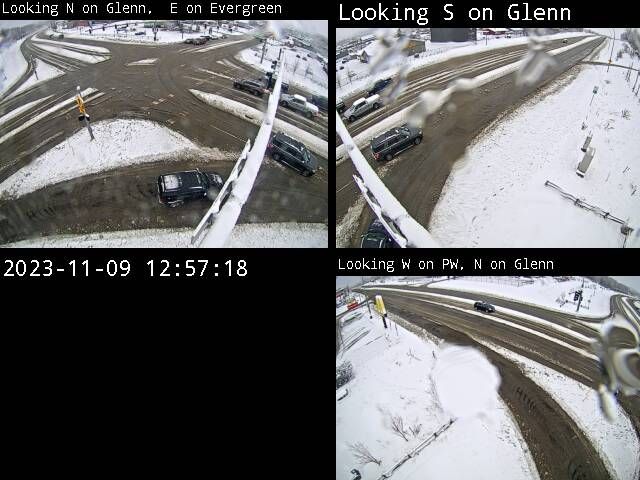 Looking N on Glenn,  E on Evergreen
Looking S on Glenn
2023-11-09 12:57:18
Looking W on PW, N on Glenn